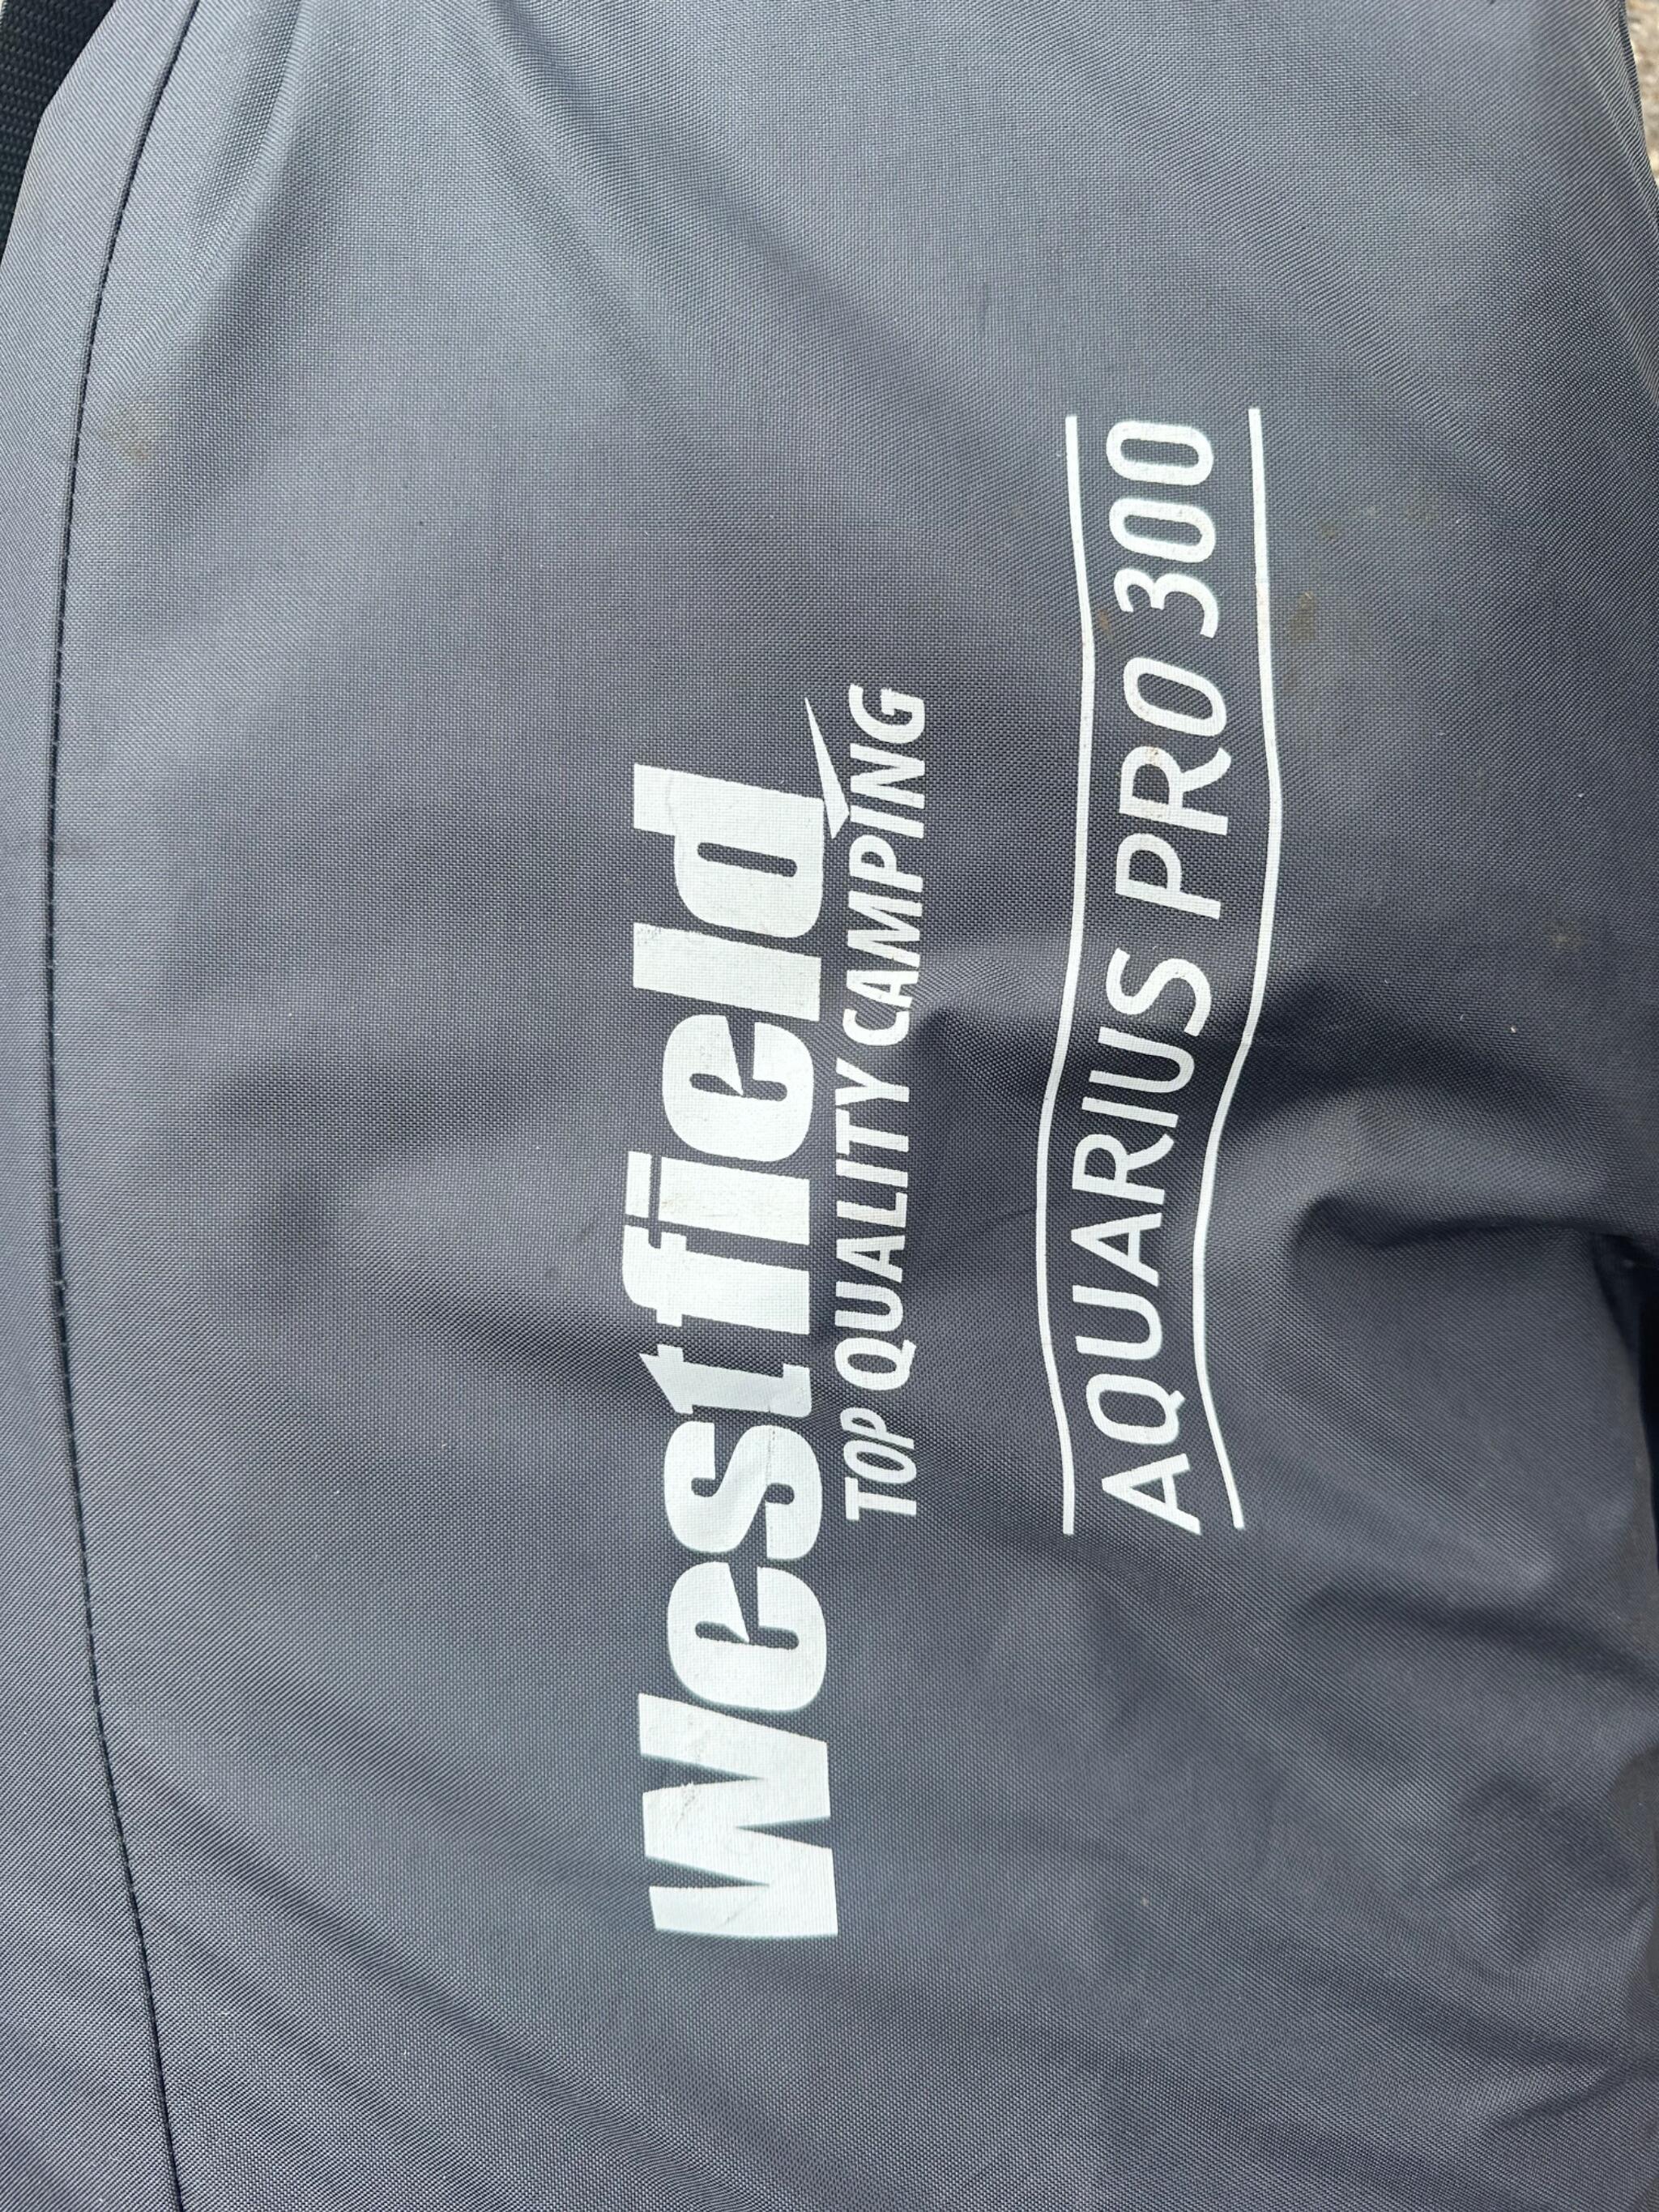 Westfield
TOP QUALITY CAMPING
AQUARIUS PRO 300